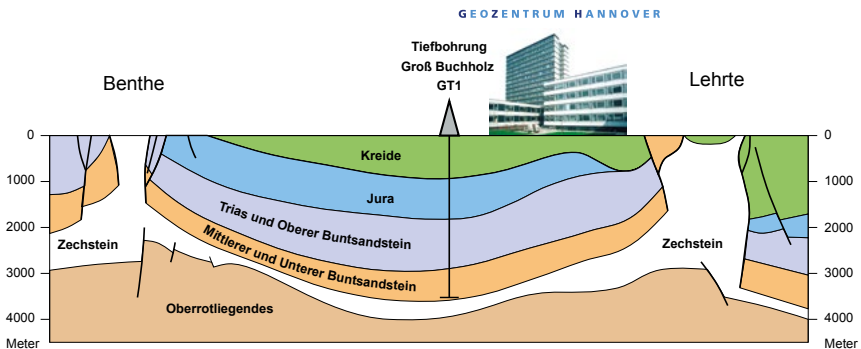 GEOZENTRUM HANNOVER
Tiefbohrung
Groß Buchholz
GT1
Benthe
Lehrte
0
0
Kreide
1000
1000
Jura
Trias und Oberer Buntsandstein
2000
2000
Mittlerer und Unterer Buntsandstein
Zechstein
Zechstein
3000
3000
Oberrotliegendes
4000
4000
Meter
Meter